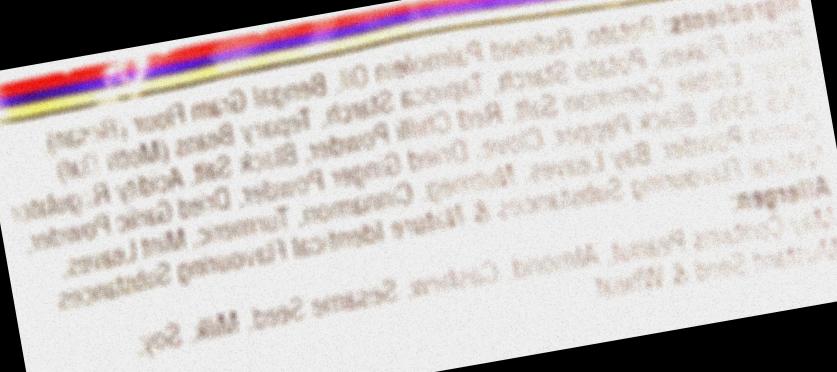 Ingredients: Potato, Refined Palmolein Oil, Bengal Gram Flour (Besan)
Potato Flakes, Potato Starch, Tapioca Starch, Tepary Beans (Moth Dal)
Common Salt, Red Chilli Powder, Black Salt, Acidity Regulator
Black Pepper, Clove, Dried Ginger Powder, Dried Garlic Powder,
Powder, Bay Leaves, Nutmeg, Cinnamon, Turmeric, Mint Leaves,
Nature Flavouring Substances & Nature Identical Flavouring Substances
Allergen:
Contains Peanut, Almond, Cashew, Sesame Seed, Milk, Soy,
Mustard Seed & Wheat